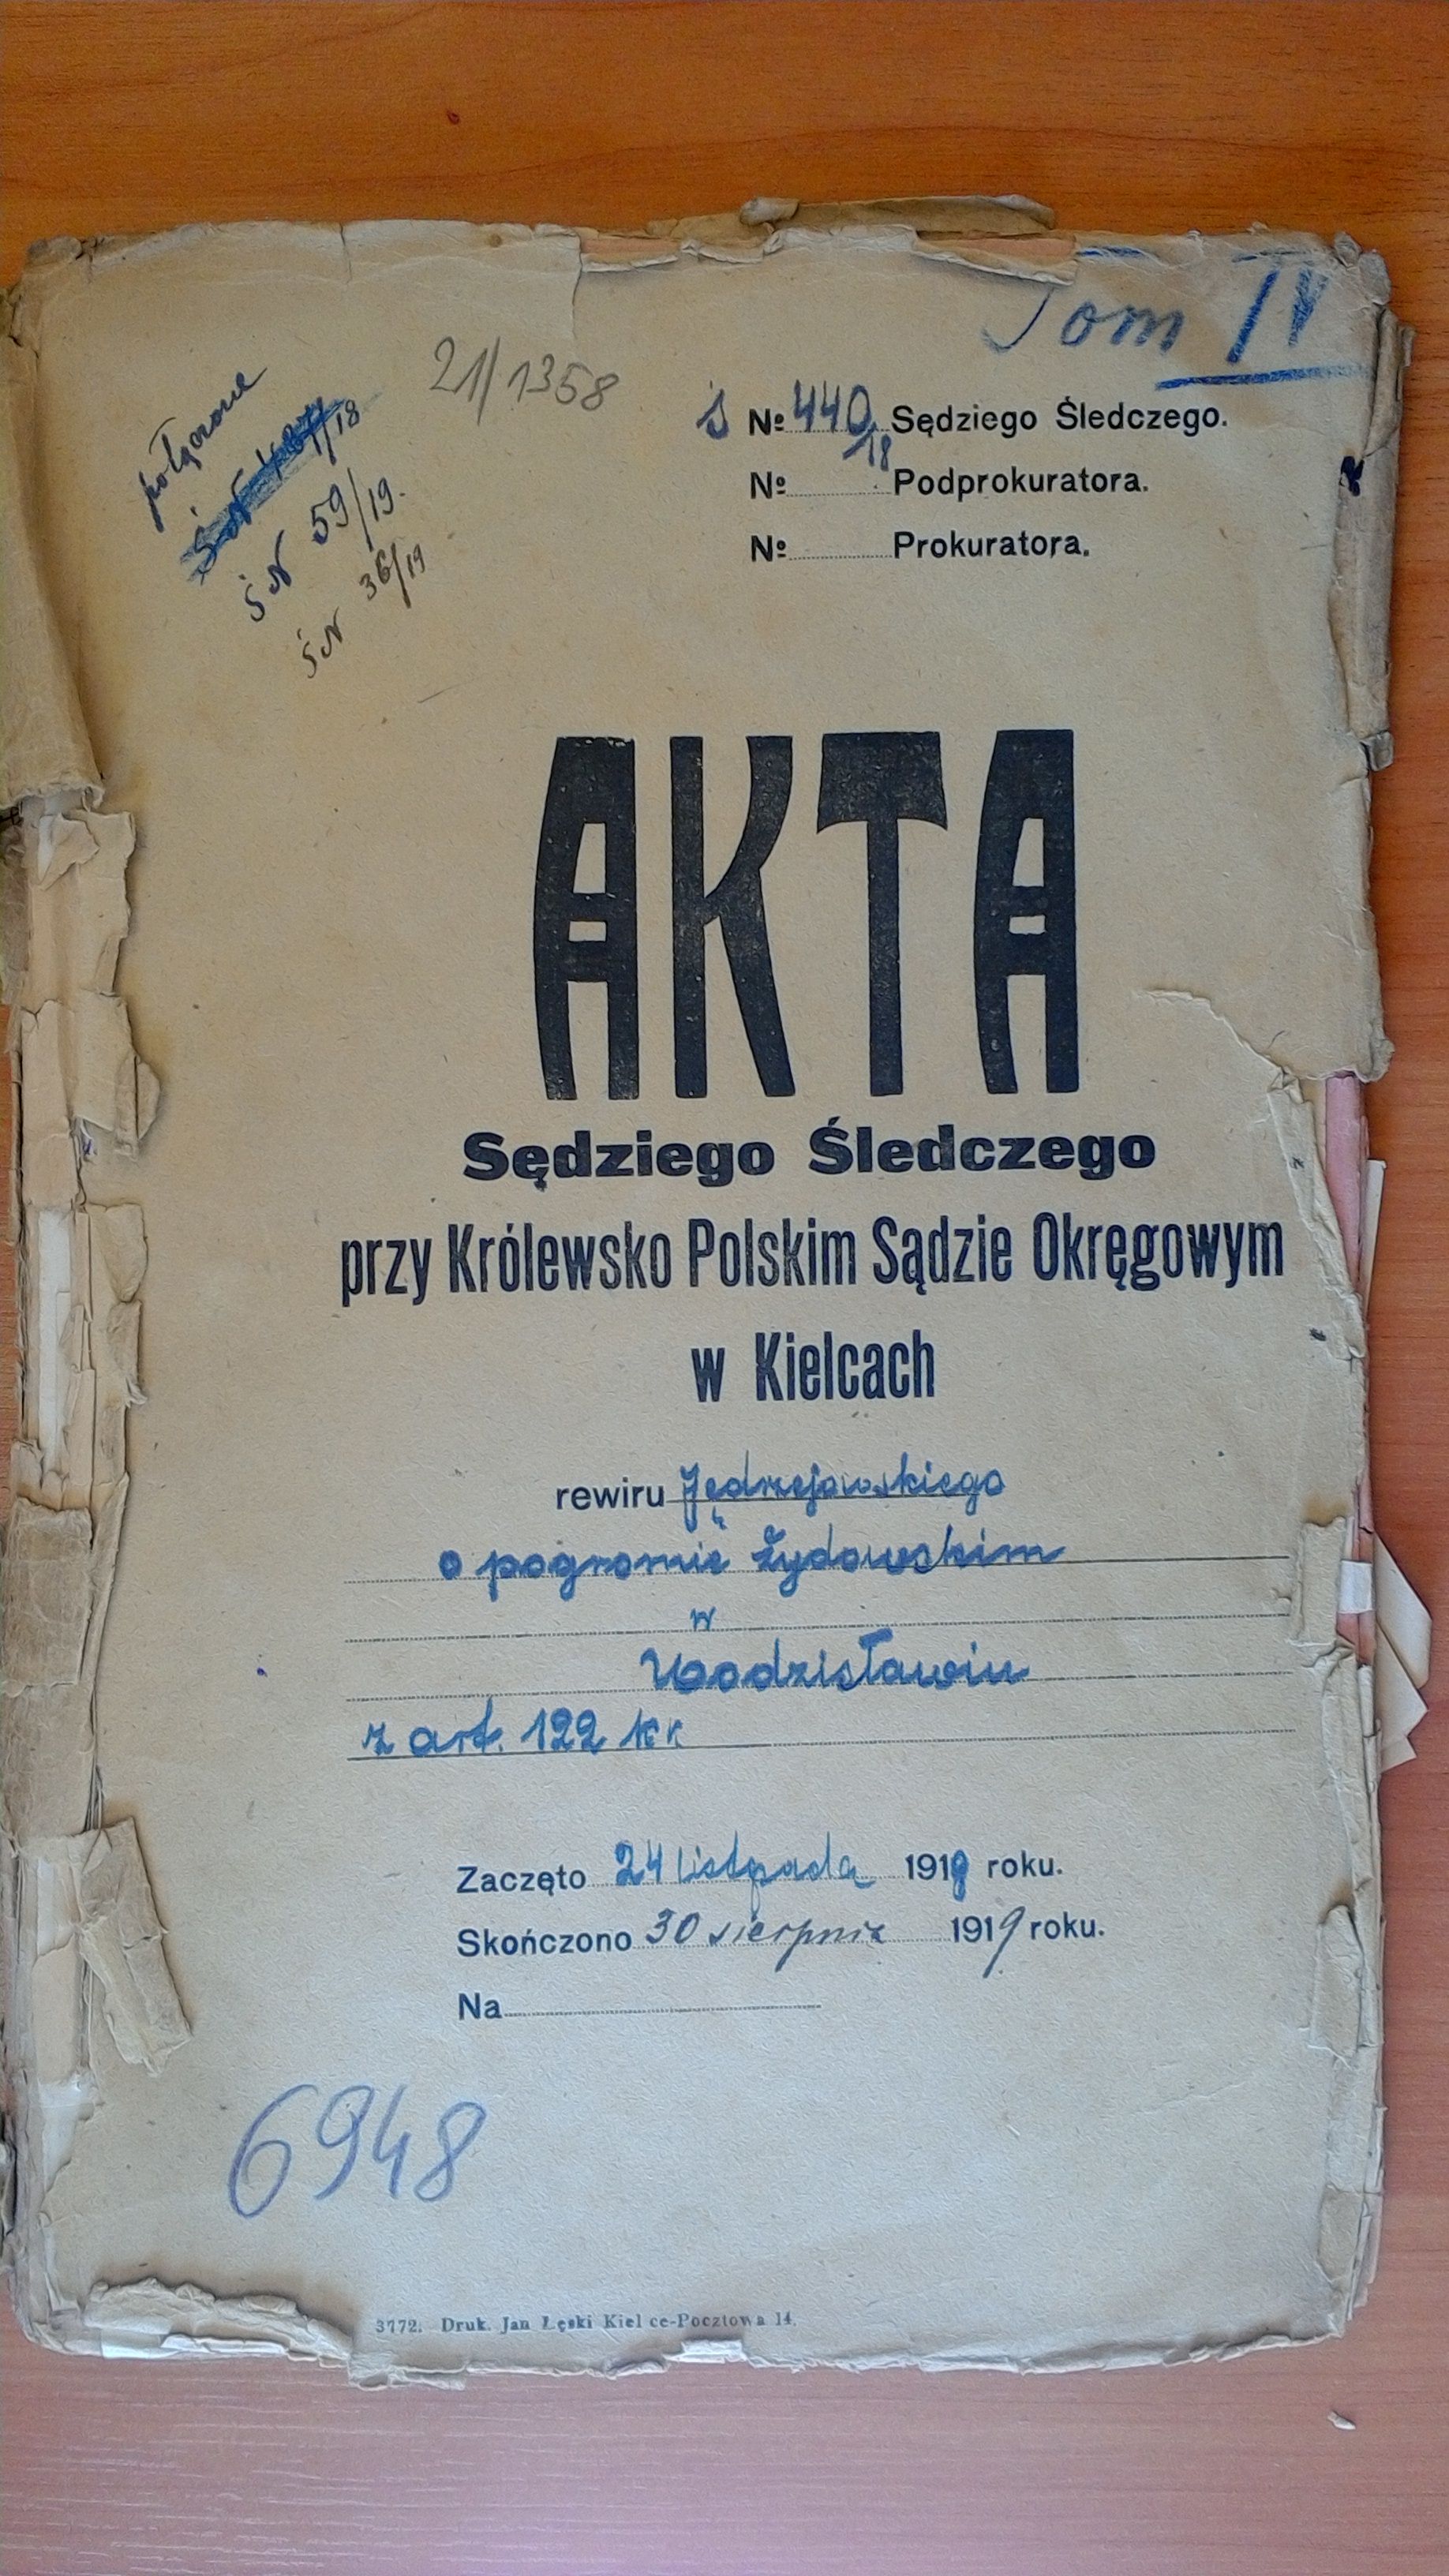 Tom IV
21/1358
Ś № 440/18 Sędziego Śledczego.
№ Podprokuratora.
№ Prokuratora.
połączone
ŚN 59/19.
ŚN 36/19
AKTA
Sędziego Śledczego
przy Królewsko Polskim Sądzie Okręgowym
w Kielcach
rewiru Jędrzejowskiego
o pogromie żydowskim
w
Wodzisławiu
z art. 122 kk
Zaczęto 24 listopada 1918 roku.
Skończono 30 sierpnia 1919 roku.
Na
6948
3772. Druk. Jan Łęski Kielce-Pocztowa 14.